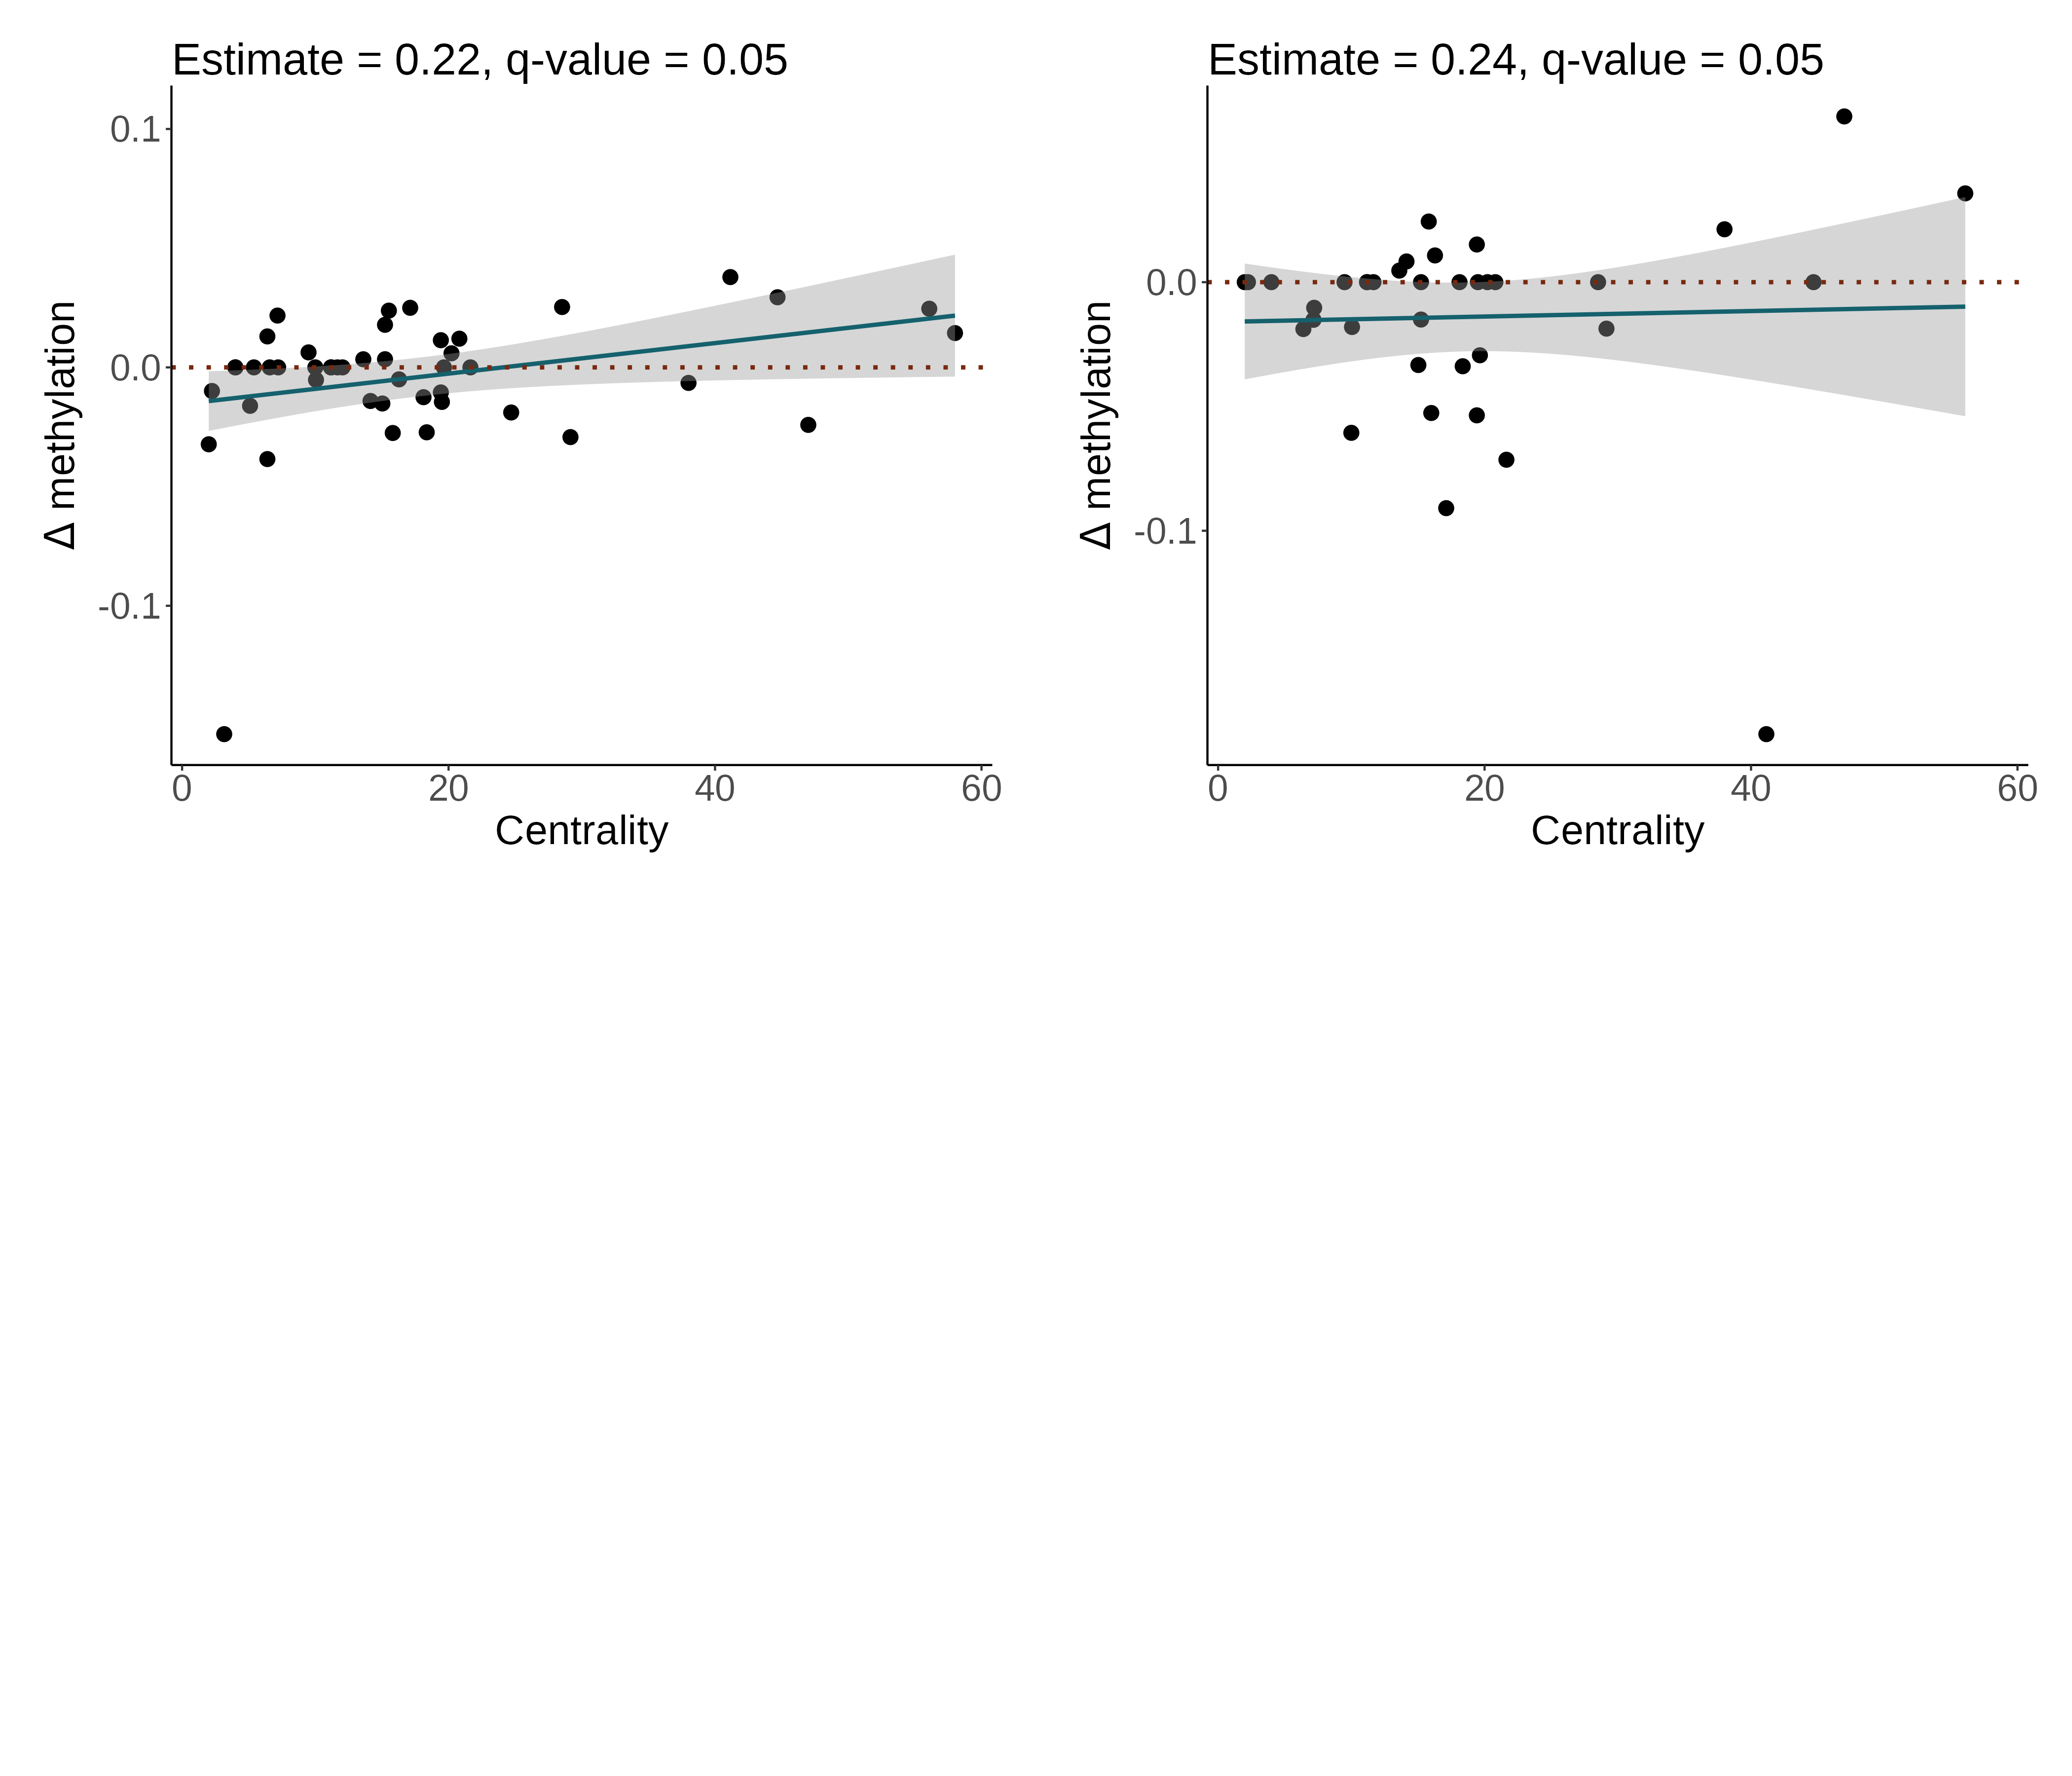 Estimate = 0.22, q-value = 0.05
0.1
0.0
-0.1
Δ methylation
0 20 40 60
Centrality
Estimate = 0.24, q-value = 0.05
0.0
-0.1
Δ methylation
0 20 40 60
Centrality